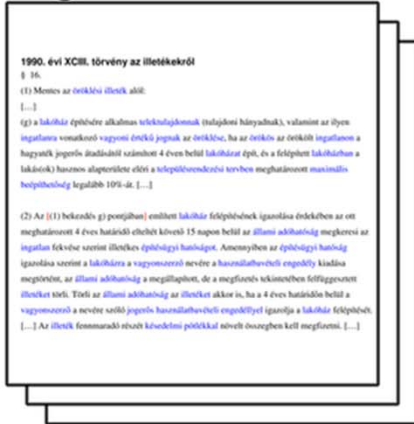 1990. évi XCIII. törvény az illetékekről
§ 16.
(1) Mentes az öröklési illeték alól:
[…]
(g) a lakóház építésére alkalmas telektulajdonnak (tulajdoni hányadnak), valamint az ilyen
ingatlanra vonatkozó vagyoni értékű jognak az öröklése, ha az örökös az örökölt ingatlanon a
hagyaték jogerős átadásától számított 4 éven belül lakóházat épít, és a felépített lakóházban a
lakás(ok) hasznos alapterülete eléri a településrendezési tervben meghatározott maximális
beépíthetőség legalább 10%-át. […]
(2) Az [(1) bekezdés g) pontjában] említett lakóház felépítésének igazolása érdekében az ott
meghatározott 4 éves határidő elteltét követő 15 napon belül az állami adóhatóság megkeresi az
ingatlan fekvése szerint illetékes építésügyi hatóságot. Amennyiben az építésügyi hatóság
igazolása szerint a lakóházra a vagyonszerző nevére a használatbavételi engedély kiadása
megtörtént, az állami adóhatóság a megállapított, de a megfizetés tekintetében felfüggesztett
illetéket törli. Törli az állami adóhatóság az illetéket akkor is, ha a 4 éves határidőn belül a
vagyonszerző a nevére szóló jogerős használatbavételi engedéllyel igazolja a lakóház felépítését.
[…] Az illeték fennmaradó részét késedelmi pótlékkal növelt összegben kell megfizetni. […]